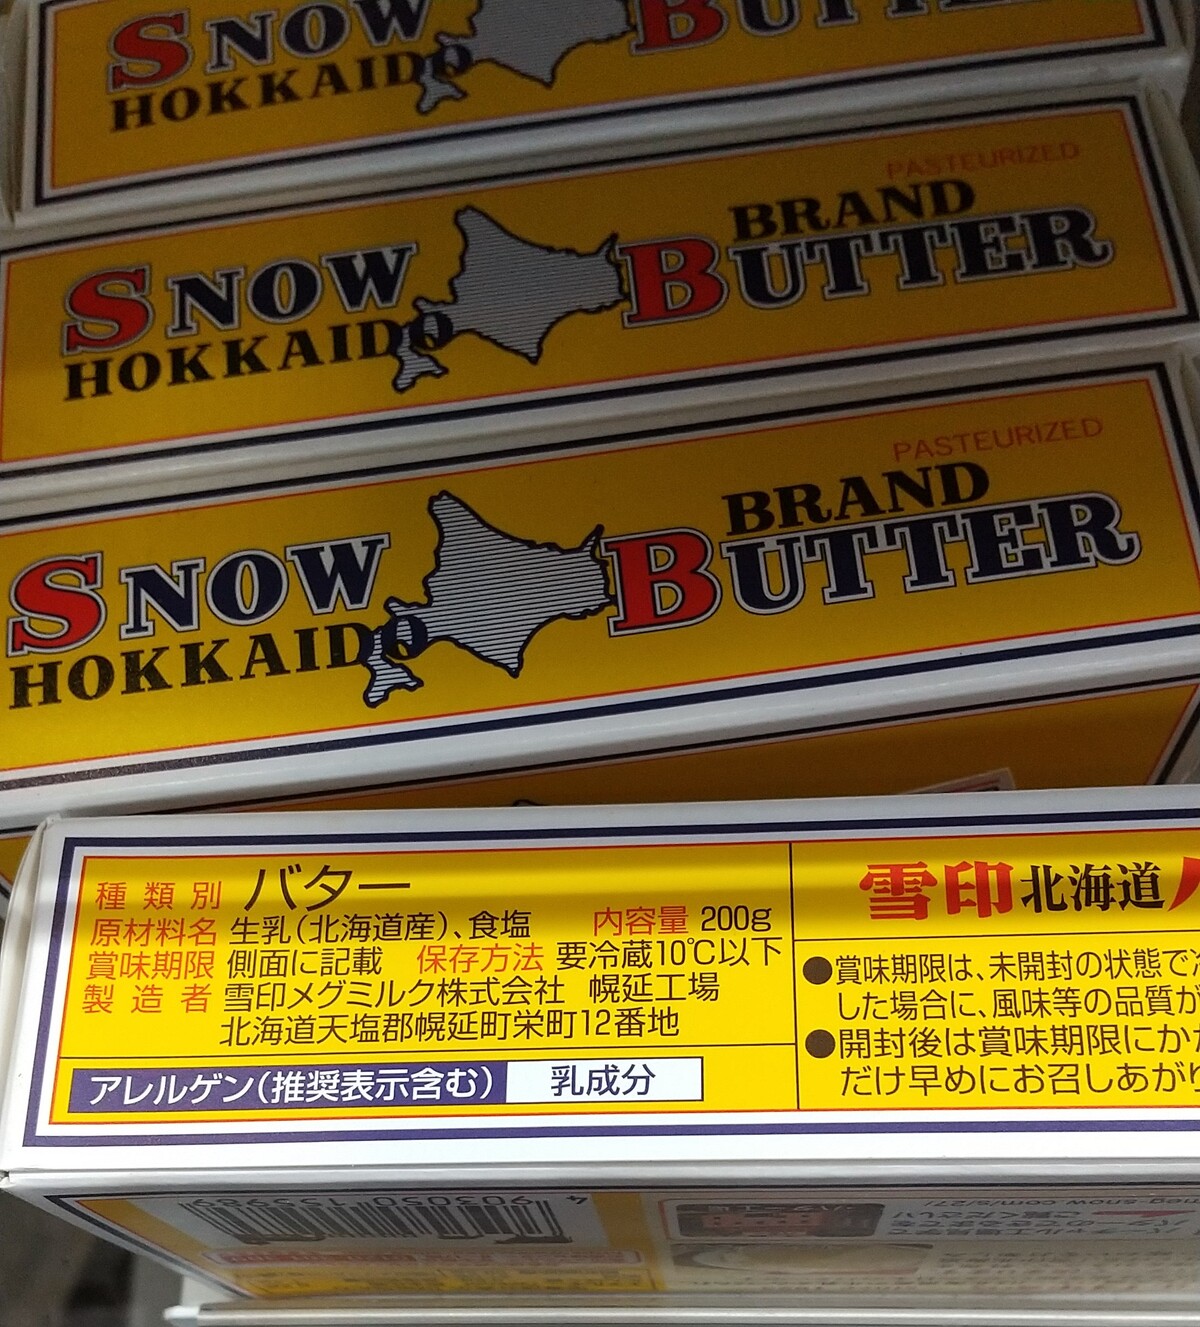 SNOW BUTTER
HOKKAIDO
PASTEURIZED
BRAND
SNOW BUTTER
HOKKAIDO
PASTEURIZED
BRAND
SNOW BUTTER
HOKKAIDO
種類別 バター
原材料名 生乳(北海道産)、食塩 内容量 200g
賞味期限 側面に記載 保存方法 要冷蔵10℃以下
製造者 雪印メグミルク株式会社 幌延工場
北海道天塩郡幌延町栄町12番地
アレルゲン(推奨表示含む) 乳成分
雪印北海道
●賞味期限は、未開封の状態で
した場合に、風味等の品質が
●開封後は賞味期限にか
だけ早めにお召しあがり
4 903050 155989